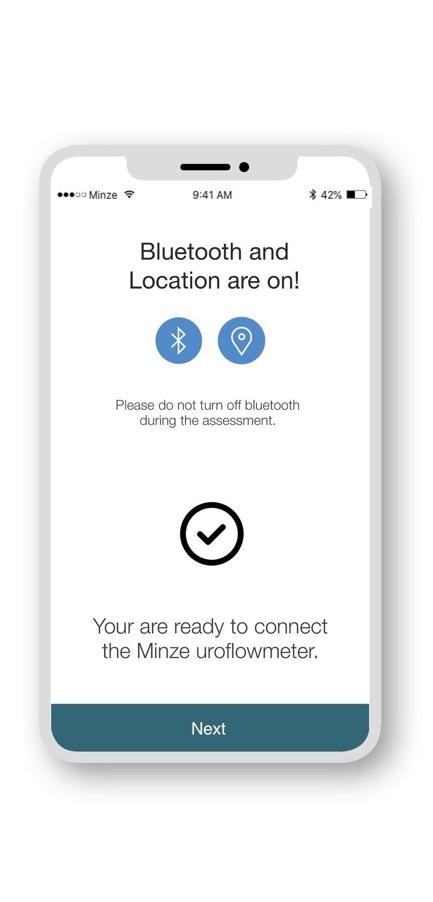 Minze 9:41 AM 42%
Bluetooth and
Location are on!
Please do not turn off bluetooth
during the assessment.
Your are ready to connect
the Minze uroflowmeter.
Next